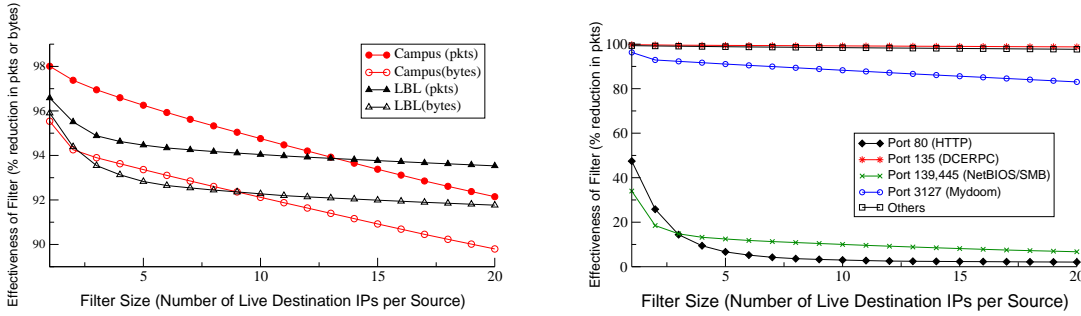 Effectiveness of Filter (% reduction in pkts or bytes)
98
96
94
92
90
5
10
15
20
Filter Size (Number of Live Destination IPs per Source)
Campus (pkts)
Campus(bytes)
LBL (pkts)
LBL(bytes)
Effectiveness of Filter (% reduction in pkts)
100
80
60
40
20
0
5
10
15
20
Filter Size (Number of Live Destination IPs per Source)
Port 80 (HTTP)
Port 135 (DCERPC)
Port 139,445 (NetBIOS/SMB)
Port 3127 (Mydoom)
Others